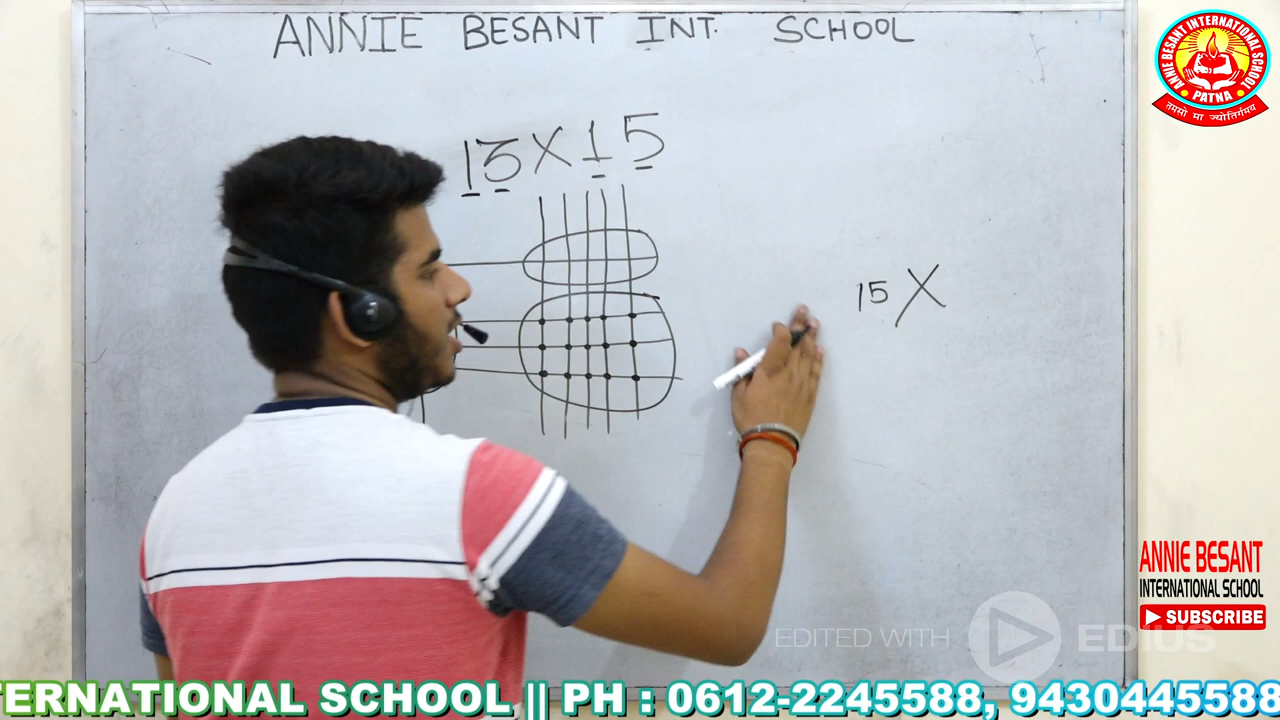 ANNIE BESANT INT. SCHOOL
ANNIE BESANT INTERNATIONAL SCHOOL
PATNA
तमसो मा ज्योतिर्गमय
15 X 15
15 X
ANNIE BESANT
INTERNATIONAL SCHOOL
SUBSCRIBE
EDITED WITH EDIUS
ERNATIONAL SCHOOL || PH : 0612-2245588, 9430445588